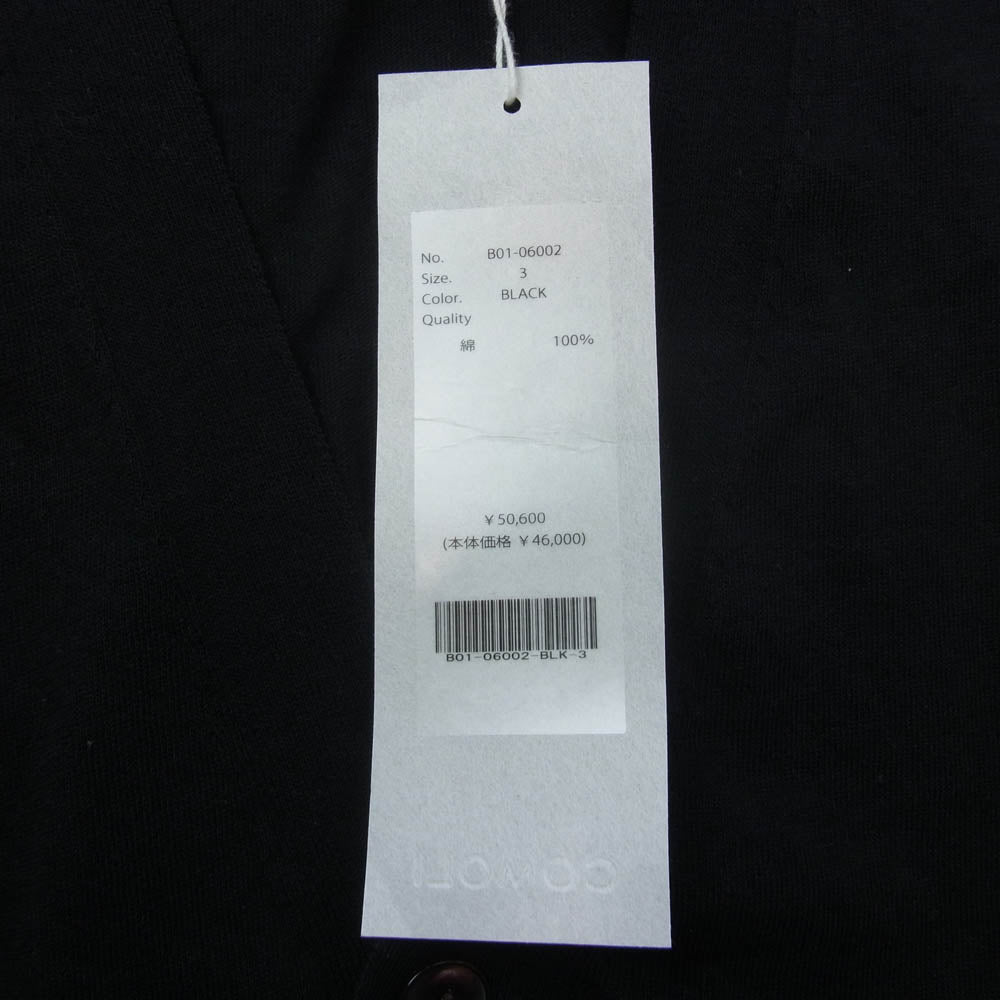 No. B01-06002
Size. 3
Color. BLACK
Quality
綿 100%
¥50,600
(本体価格 ¥46,000)
B01-06002-BLK-3
COMOLI